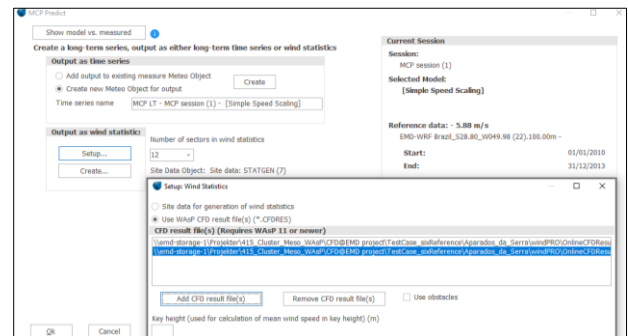 MCP Predict
Show model vs. measured
Create a long-term series, output as either long-term time series or wind statistics
Output as time series
Add output to existing measure Meteo Object
Create new Meteo Object for output
Create
Time series name MCP LT - MCP session (1) - [Simple Speed Scaling]
Output as wind statistic:
Number of sectors in wind statistics
Setup...
12
Create...
Site Data Object: Site data: STATGEN (7)
Current Session
Session:
MCP session (1)
Selected Model:
[Simple Speed Scaling]
Reference data: - 5.88 m/s
EMD-WRF Brazil_S28.80_W049.98 (22).100.00m -
Start: 01/01/2010
End: 31/12/2013
Setup: Wind Statistics
Site data for generation of wind statistics
Use WAsP CFD result file(s) (*.CFDRES)
CFD result file(s) (Requires WAsP 11 or newer)
\\emd-storage-1\Projekter\415_Cluster_Meso_WAsP\CFD@EMD project\TestCase_sixReference\Aparados_da_Serra\windPRO\OnlineCFDResu
\\emd-storage-1\Projekter\415_Cluster_Meso_WAsP\CFD@EMD project\TestCase_sixReference\Aparados_da_Serra\windPRO\OnlineCFDResu
Add CFD result file(s)
Remove CFD result file(s)
Use obstacles
Key height (used for calculation of mean wind speed in key height) (m)
Ok
Cancel